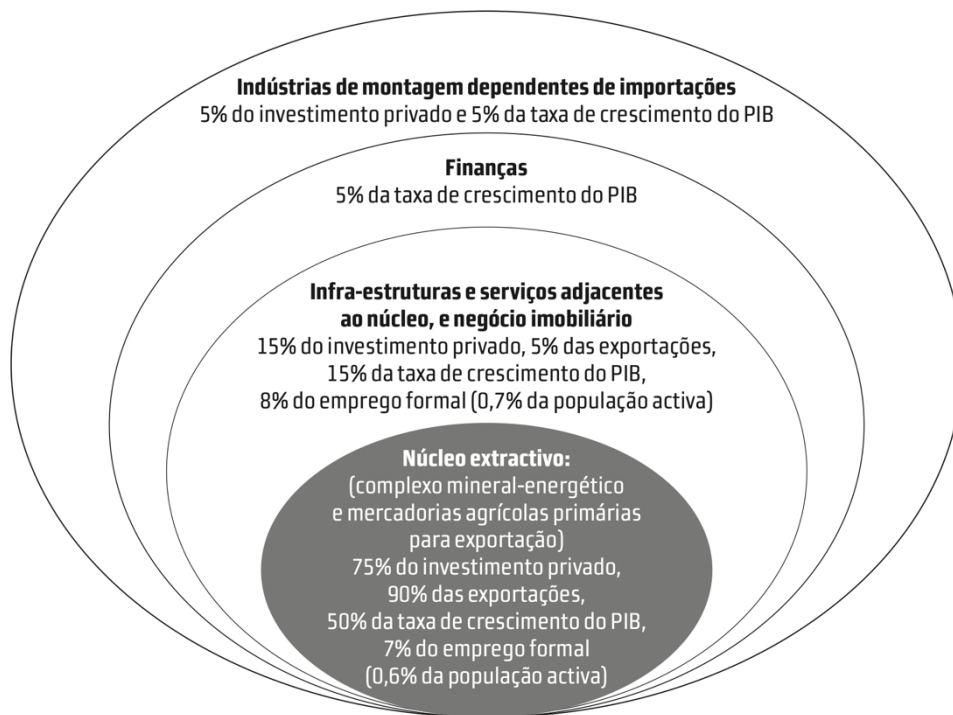 Indústrias de montagem dependentes de importações
5% do investimento privado e 5% da taxa de crescimento do PIB
Finanças
5% da taxa de crescimento do PIB
Infra-estruturas e serviços adjacentes
ao núcleo, e negócio imobiliário
15% do investimento privado, 5% das exportações,
15% da taxa de crescimento do PIB,
8% do emprego formal (0,7% da população activa)
Núcleo extractivo:
(complexo mineral-energético
e mercadorias agrícolas primárias
para exportação)
75% do investimento privado,
90% das exportações,
50% da taxa de crescimento do PIB,
7% do emprego formal
(0,6% da população activa)